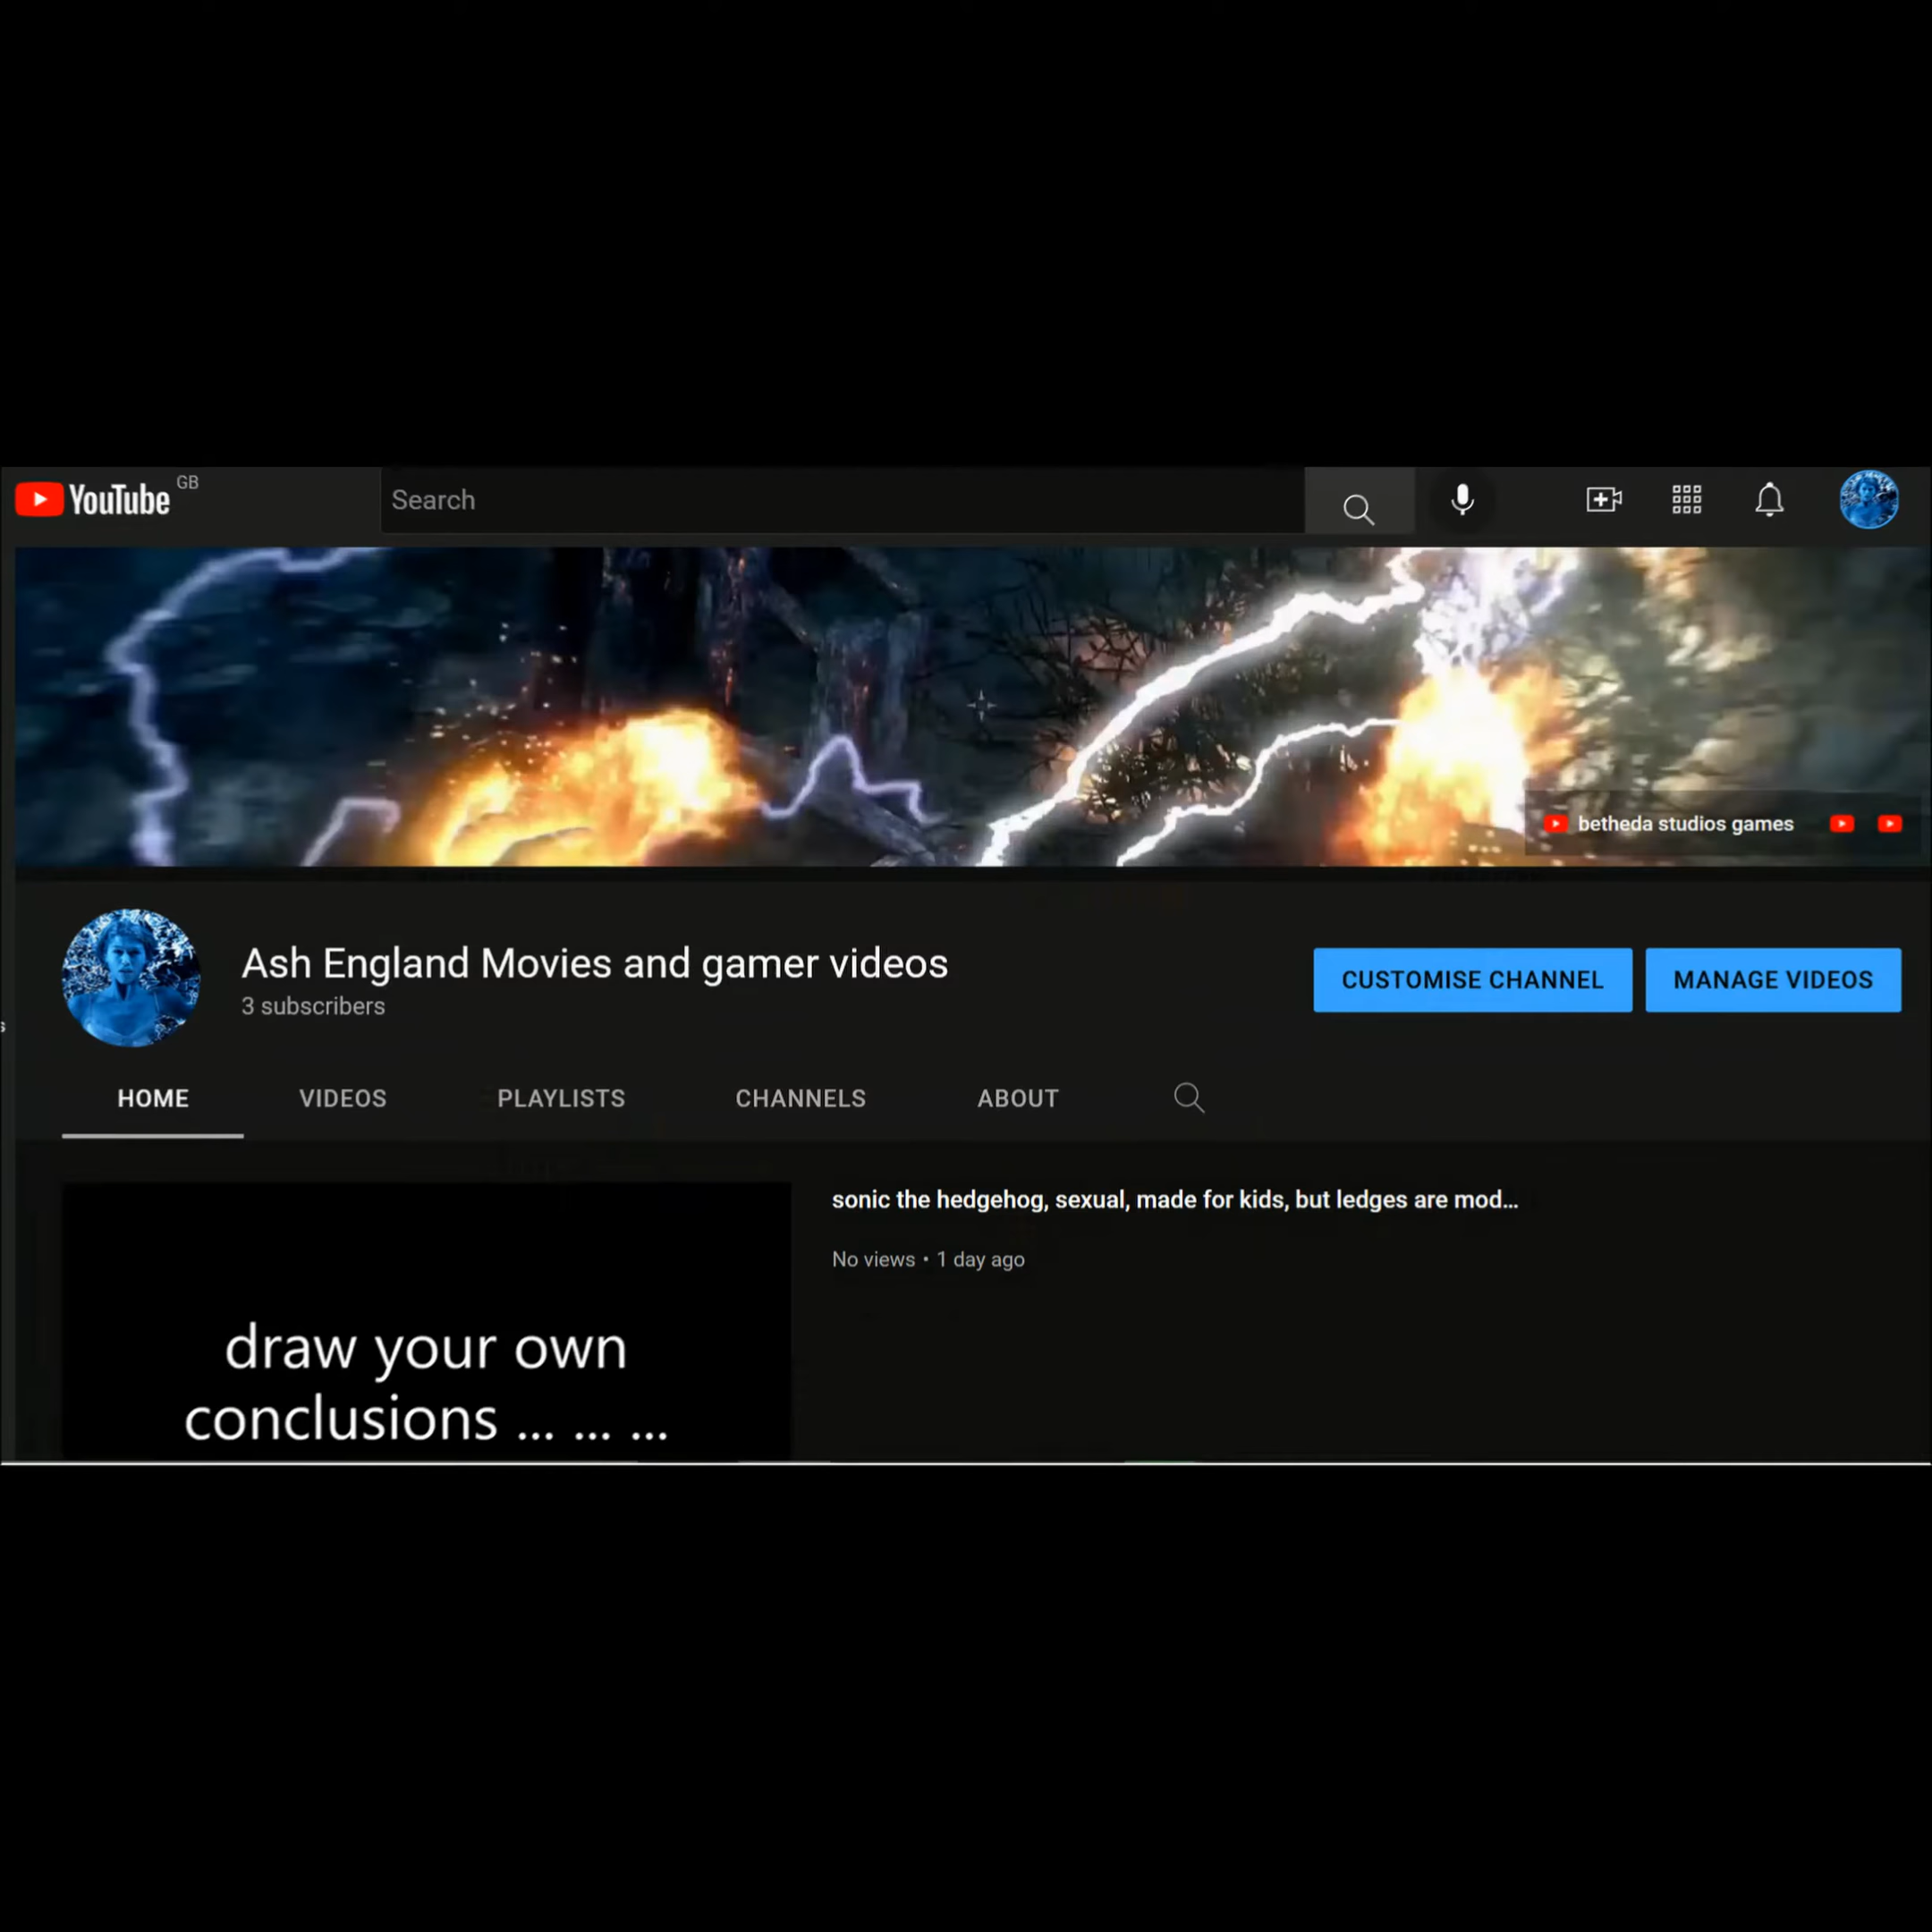 YouTube GB
Search
betheda studios games
Ash England Movies and gamer videos
3 subscribers
CUSTOMISE CHANNEL
MANAGE VIDEOS
HOME
VIDEOS
PLAYLISTS
CHANNELS
ABOUT
sonic the hedgehog, sexual, made for kids, but ledges are mod...
No views • 1 day ago
draw your own
conclusions ... ... ...